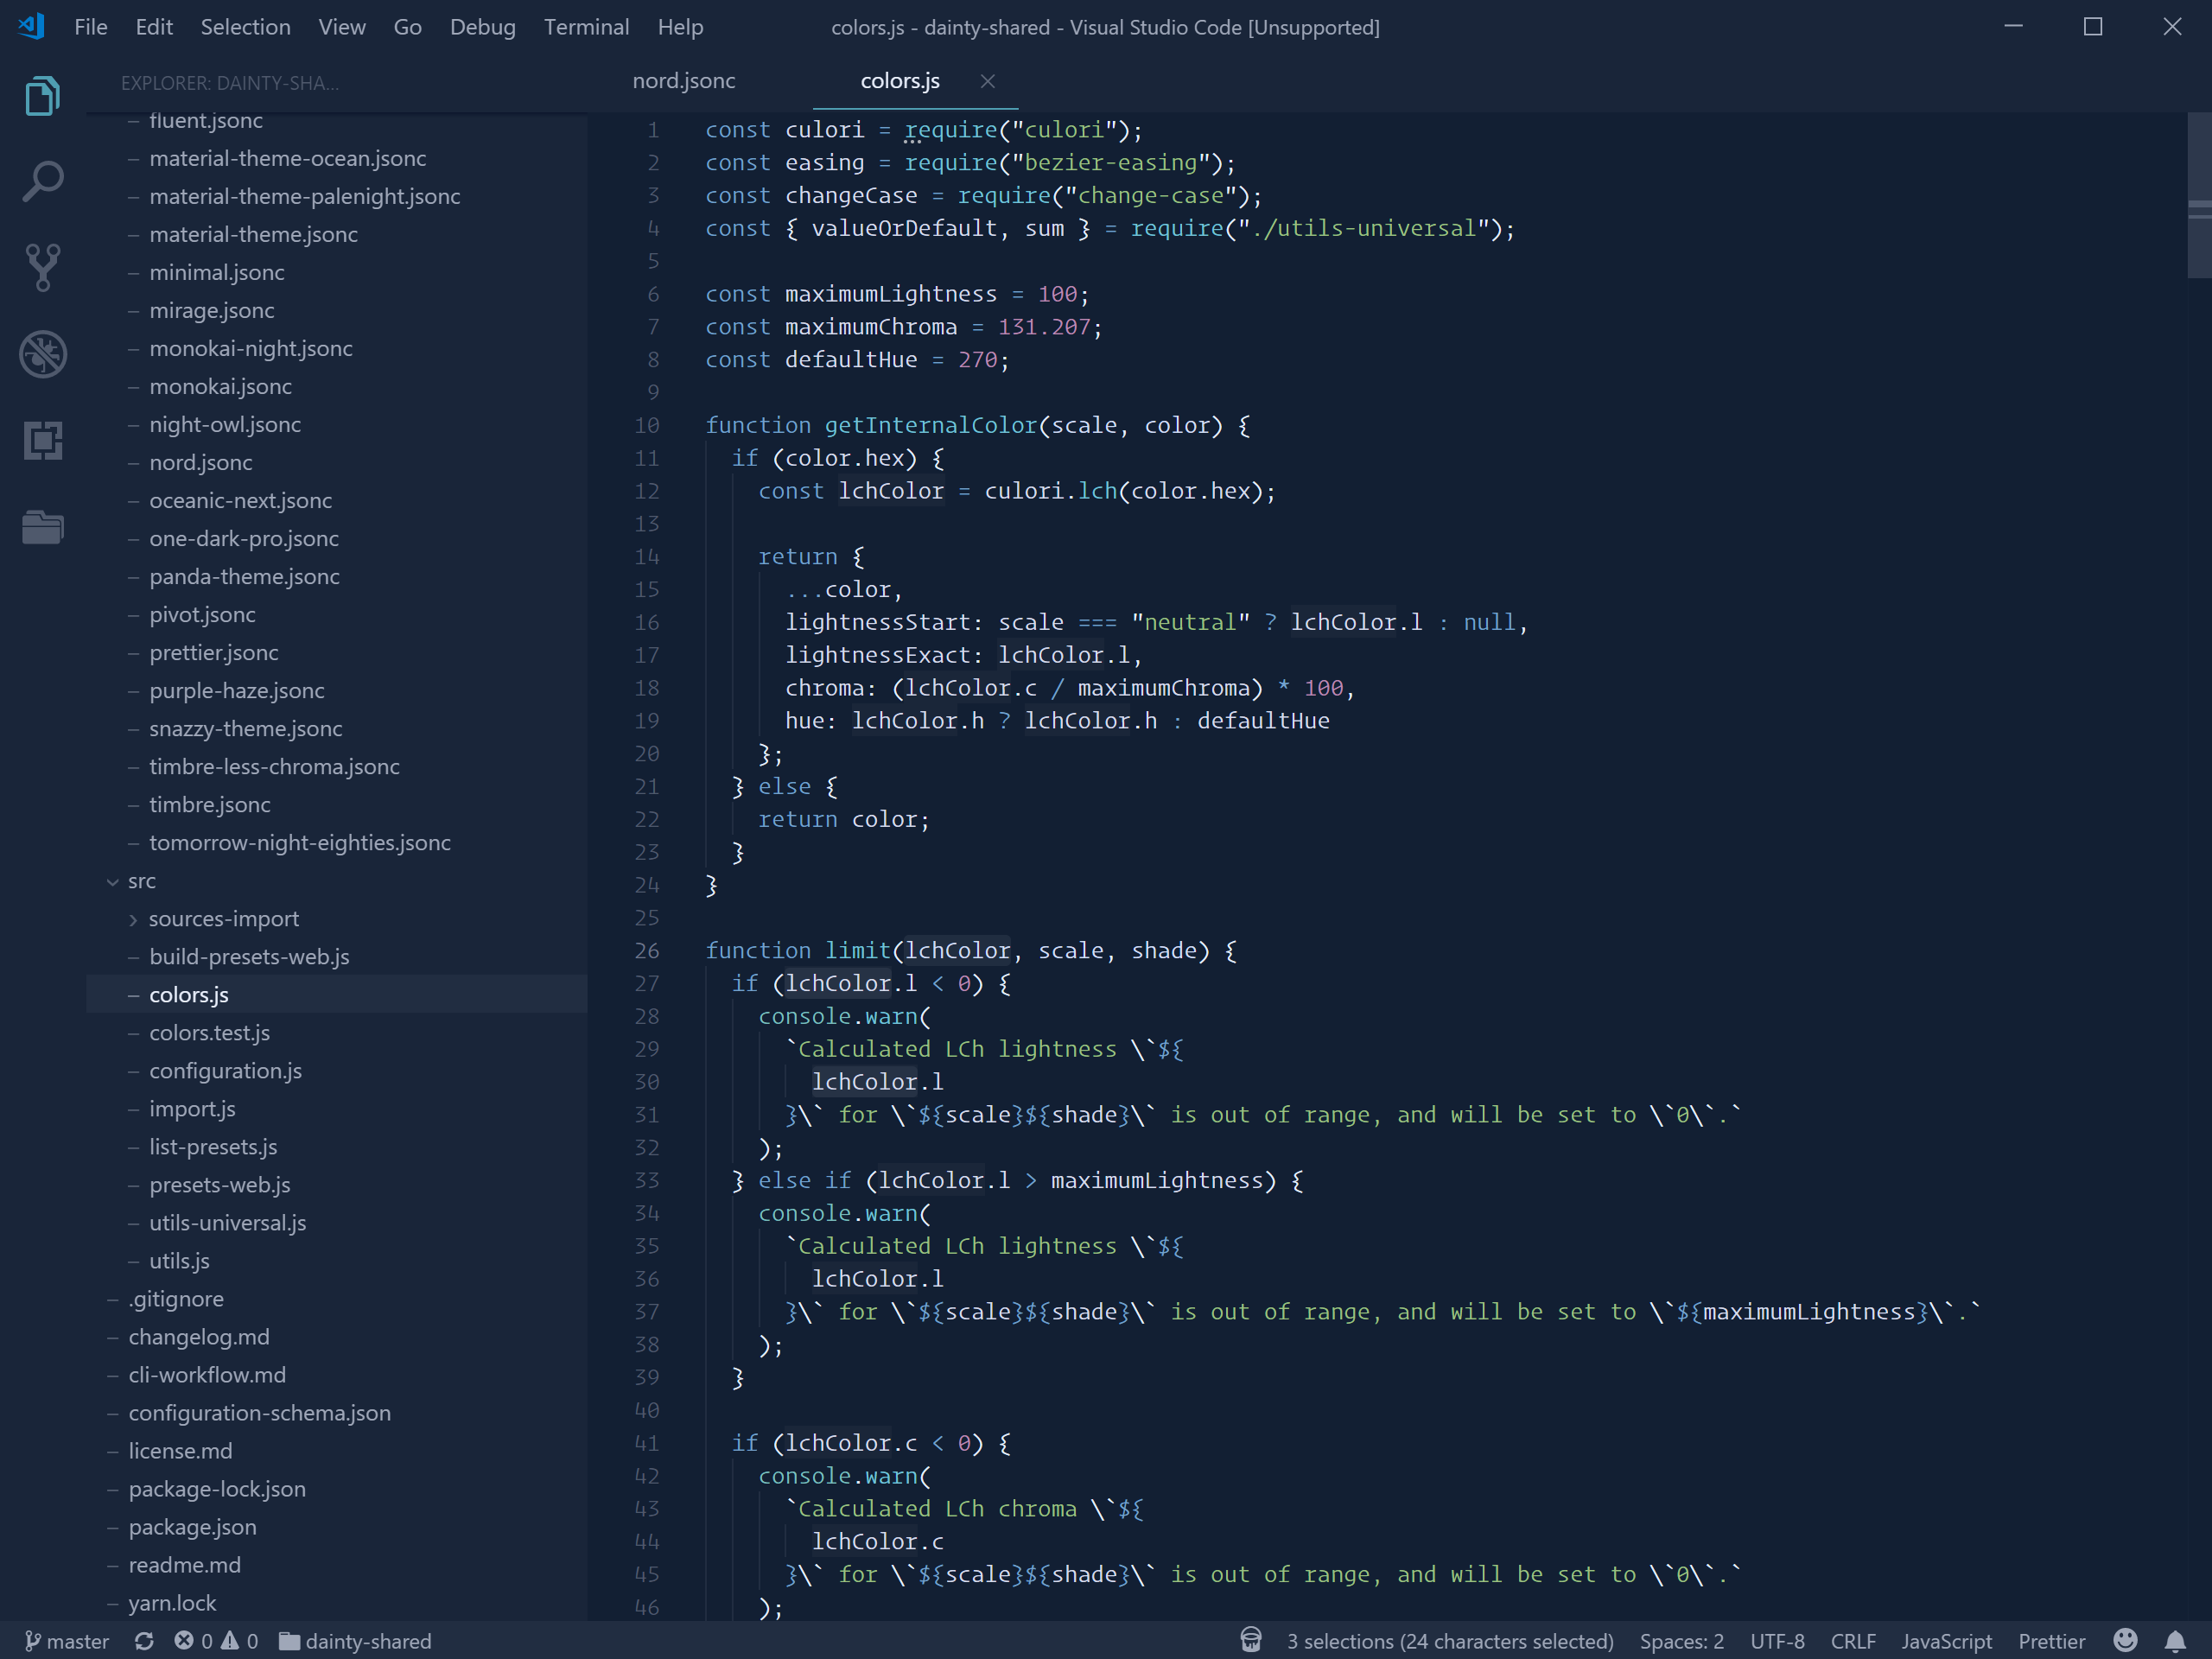 File Edit Selection View Go Debug Terminal Help
colors.js - dainty-shared - Visual Studio Code [Unsupported]
EXPLORER: DAINTY-SHA...
fluent.jsonc
material-theme-ocean.jsonc
material-theme-palenight.jsonc
material-theme.jsonc
minimal.jsonc
mirage.jsonc
monokai-night.jsonc
monokai.jsonc
night-owl.jsonc
nord.jsonc
oceanic-next.jsonc
one-dark-pro.jsonc
panda-theme.jsonc
pivot.jsonc
prettier.jsonc
purple-haze.jsonc
snazzy-theme.jsonc
timbre-less-chroma.jsonc
timbre.jsonc
tomorrow-night-eighties.jsonc
src
sources-import
build-presets-web.js
colors.js
colors.test.js
configuration.js
import.js
list-presets.js
presets-web.js
utils-universal.js
utils.js
.gitignore
changelog.md
cli-workflow.md
configuration-schema.json
license.md
package-lock.json
package.json
readme.md
yarn.lock
nord.jsonc colors.js
1 const culori = require("culori");
2 const easing = require("bezier-easing");
3 const changeCase = require("change-case");
4 const { valueOrDefault, sum } = require("./utils-universal");
5
6 const maximumLightness = 100;
7 const maximumChroma = 131.207;
8 const defaultHue = 270;
9
10 function getInternalColor(scale, color) {
11 if (color.hex) {
12 const lchColor = culori.lch(color.hex);
13
14 return {
15 ...color,
16 lightnessStart: scale === "neutral" ? lchColor.l : null,
17 lightnessExact: lchColor.l,
18 chroma: (lchColor.c / maximumChroma) * 100,
19 hue: lchColor.h ? lchColor.h : defaultHue
20 };
21 } else {
22 return color;
23 }
24 }
25
26 function limit(lchColor, scale, shade) {
27 if (lchColor.l < 0) {
28 console.warn(
29 `Calculated LCh lightness \`${
30 lchColor.l
31 }\` for \`${scale}${shade}\` is out of range, and will be set to \`0\`.`
32 );
33 } else if (lchColor.l > maximumLightness) {
34 console.warn(
35 `Calculated LCh lightness \`${
36 lchColor.l
37 }\` for \`${scale}${shade}\` is out of range, and will be set to \`${maximumLightness}\`.`
38 );
39 }
40
41 if (lchColor.c < 0) {
42 console.warn(
43 `Calculated LCh chroma \`${
44 lchColor.c
45 }\` for \`${scale}${shade}\` is out of range, and will be set to \`0\`.`
46 );
master 0 0 dainty-shared 3 selections (24 characters selected) Spaces: 2 UTF-8 CRLF JavaScript Prettier